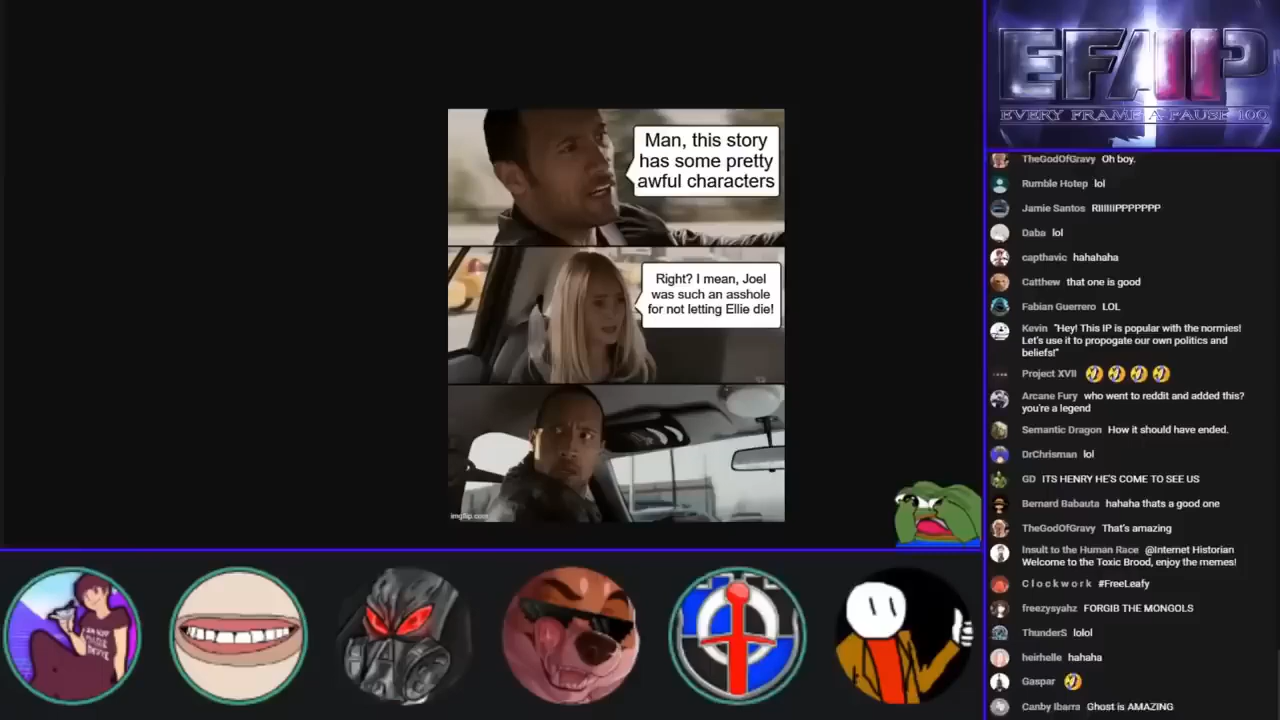 Man, this story
has some pretty
awful characters
Right? I mean, Joel
was such an asshole
for not letting Ellie die!
imgflip.com
EFAP
EVERY FRAME A PAUSE 100
TheGodOfGravy Oh boy.
Rumble Hotep lol
Jamie Santos RIIIIIIPPPPPPP
Daba lol
capthavic hahahaha
Catthew that one is good
Fabian Guerrero LOL
Kevin "Hey! This IP is popular with the normies!
Let's use it to propogate our own politics and
beliefs!"
Project XVII
Arcane Fury who went to reddit and added this?
you're a legend
Semantic Dragon How it should have ended.
DrChrisman lol
GD ITS HENRY HE'S COME TO SEE US
Bernard Babauta hahaha thats a good one
TheGodOfGravy That's amazing
Insult to the Human Race @Internet Historian
Welcome to the Toxic Brood, enjoy the memes!
C l o c k w o r k #FreeLeafy
freezysyahz FORGIB THE MONGOLS
ThunderS lolol
heirhelle hahaha
Gaspar
Canby Ibarra Ghost is AMAZING